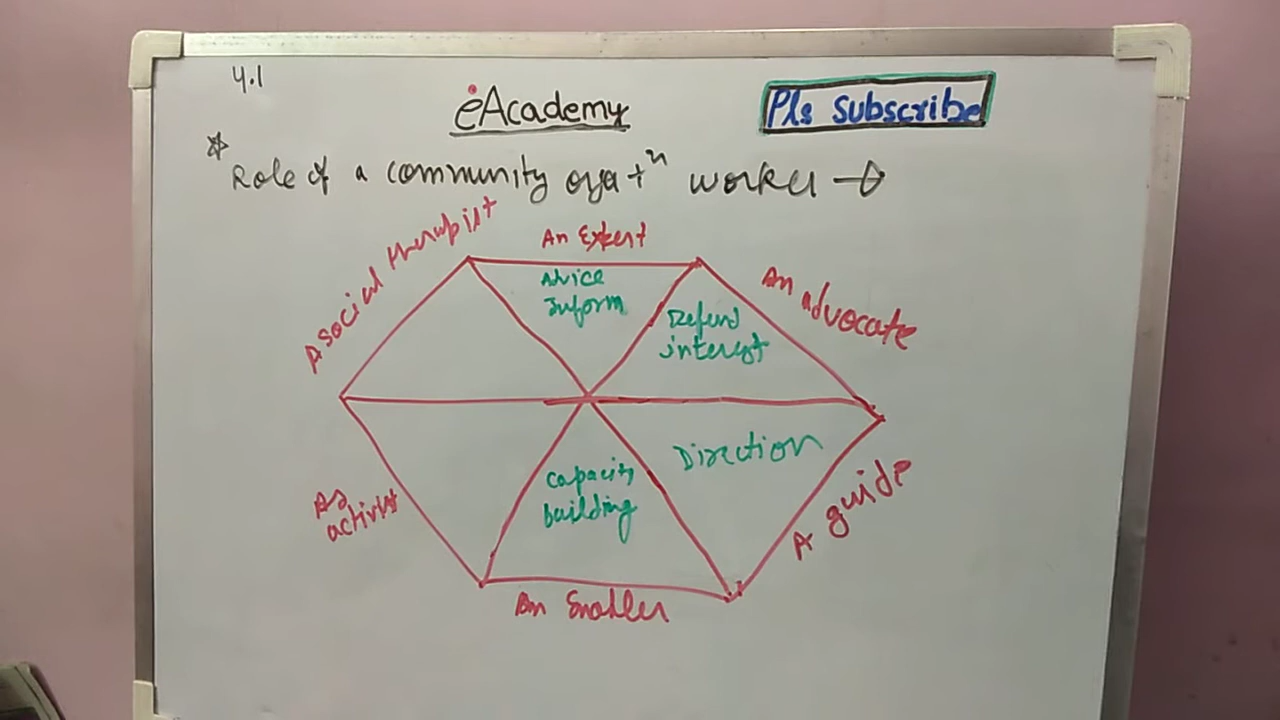 4.1
eAcademy
Pls Subscribe
Role of a community orgatⁿ worker
A social therapist
An Expert
Advice
Inform
An advocate
Defend
interest
Direction
A guide
Capacity
building
An Enabler
As
activist